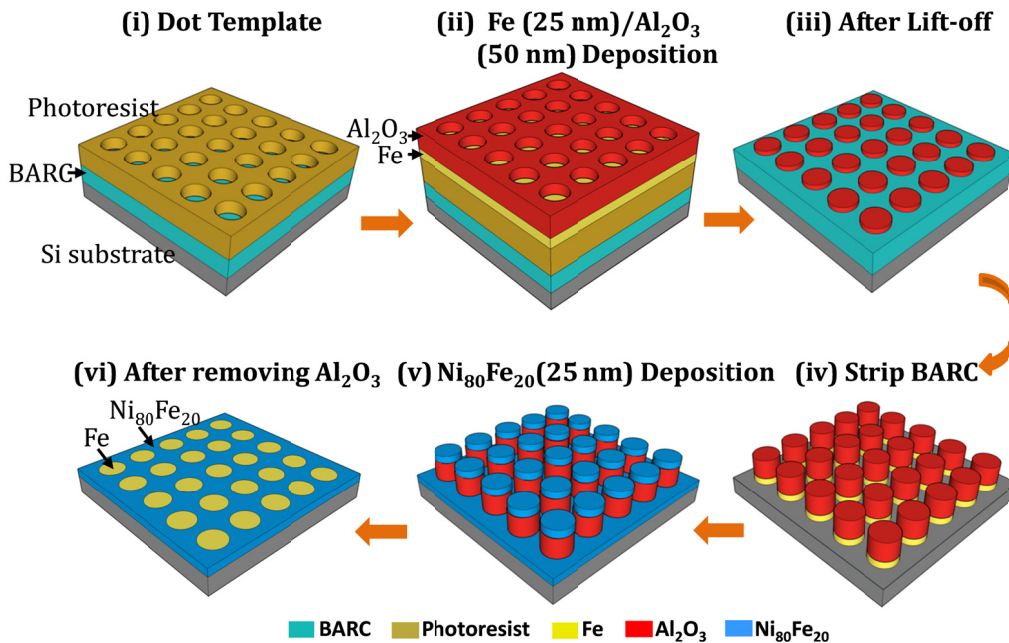 (i) Dot Template
(ii) Fe (25 nm)/Al₂O₃
(50 nm) Deposition
(iii) After Lift-off
Photoresist
BARC
Si substrate
Al₂O₃
Fe
(vi) After removing Al₂O₃
(v) Ni₈₀Fe₂₀(25 nm) Deposition
(iv) Strip BARC
Ni₈₀Fe₂₀
Fe
BARC
Photoresist
Fe
Al₂O₃
Ni₈₀Fe₂₀